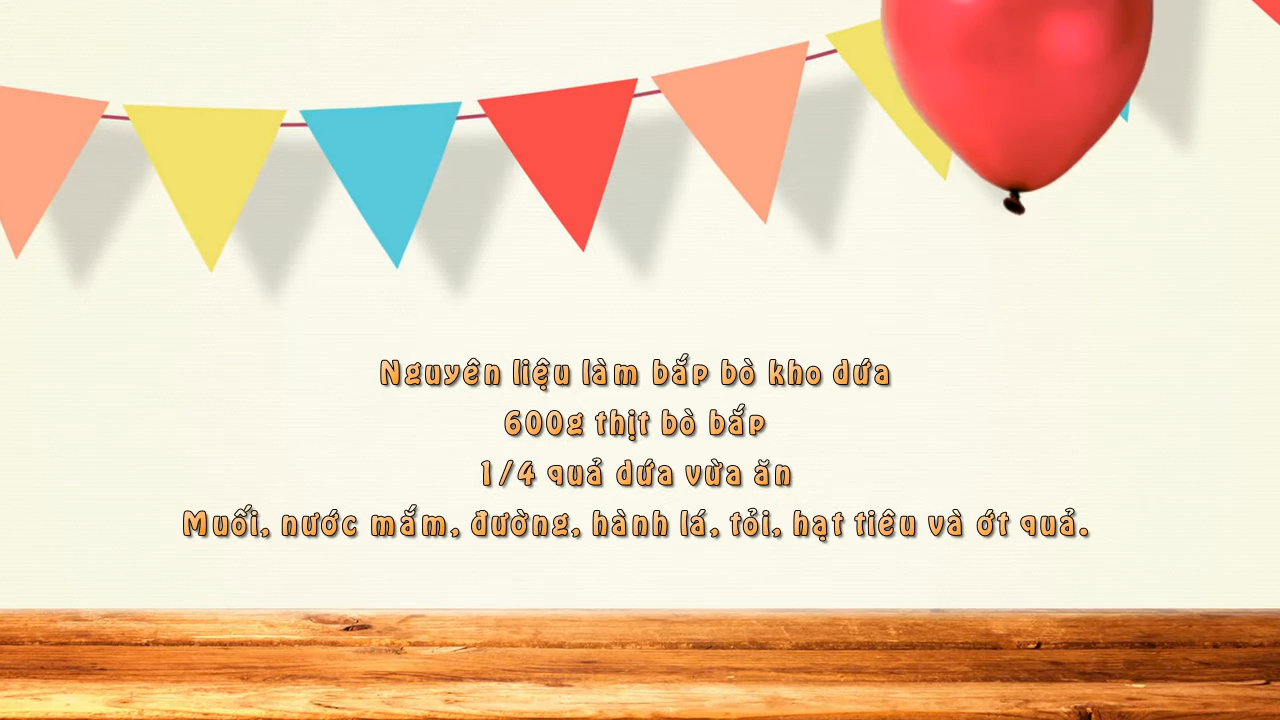 Nguyên liệu làm bắp bò kho dứa
600g thịt bò bắp
1/4 quả dứa vừa ăn
Muối, nước mắm, đường, hành lá, tỏi, hạt tiêu và ớt quả.